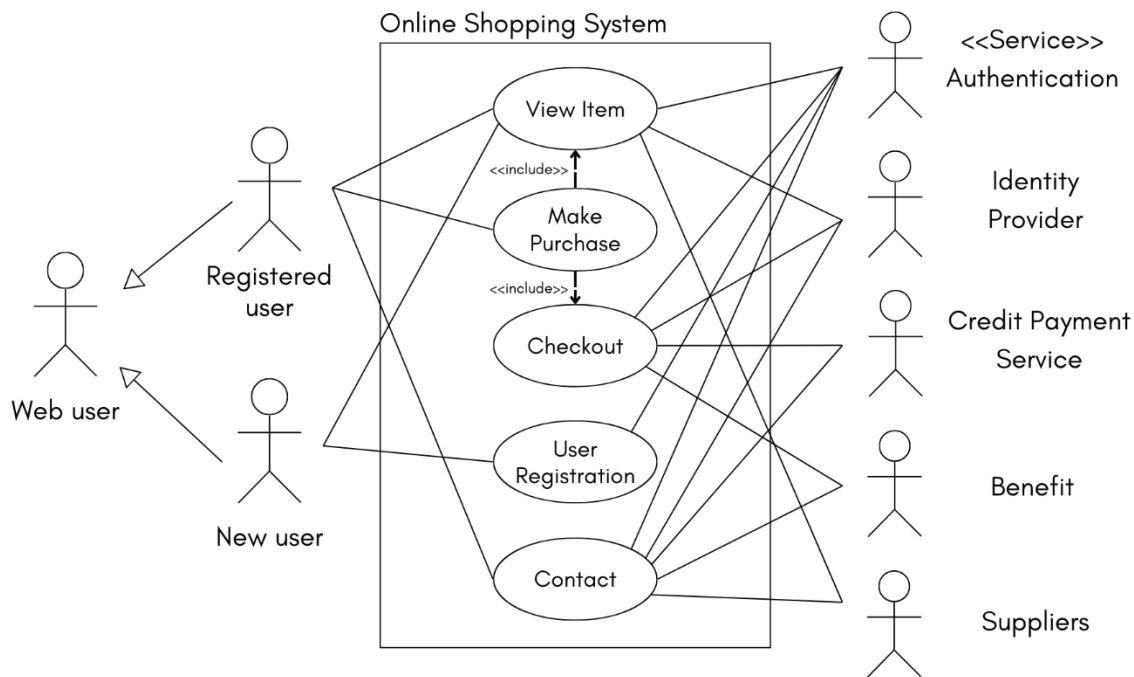 Online Shopping System
<<Service>>
Authentication
View Item
<<include>>
Make
Purchase
<<include>>
Checkout
User
Registration
Contact
Registered
user
Web user
New user
Identity
Provider
Credit Payment
Service
Benefit
Suppliers